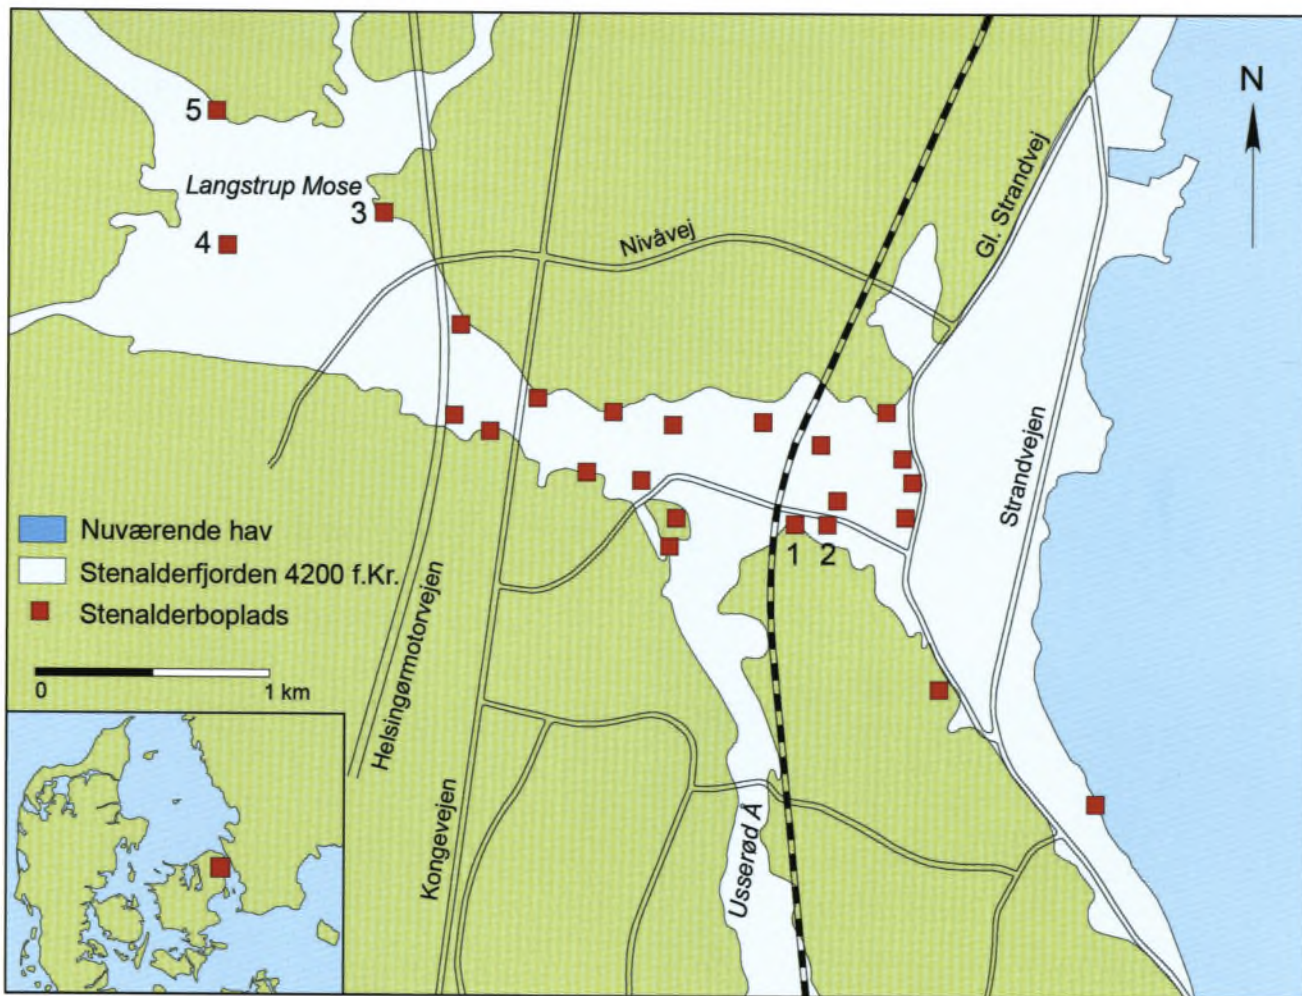 5
N
Langstrup Mose
3
4
Nivåvej
Gl. Strandvej
Strandvejen
1 2
Nuværende hav
Stenalderfjorden 4200 f.Kr.
Stenalderboplads
0 1 km
Helsingørmotorvejen
Kongevejen
Usserød Å